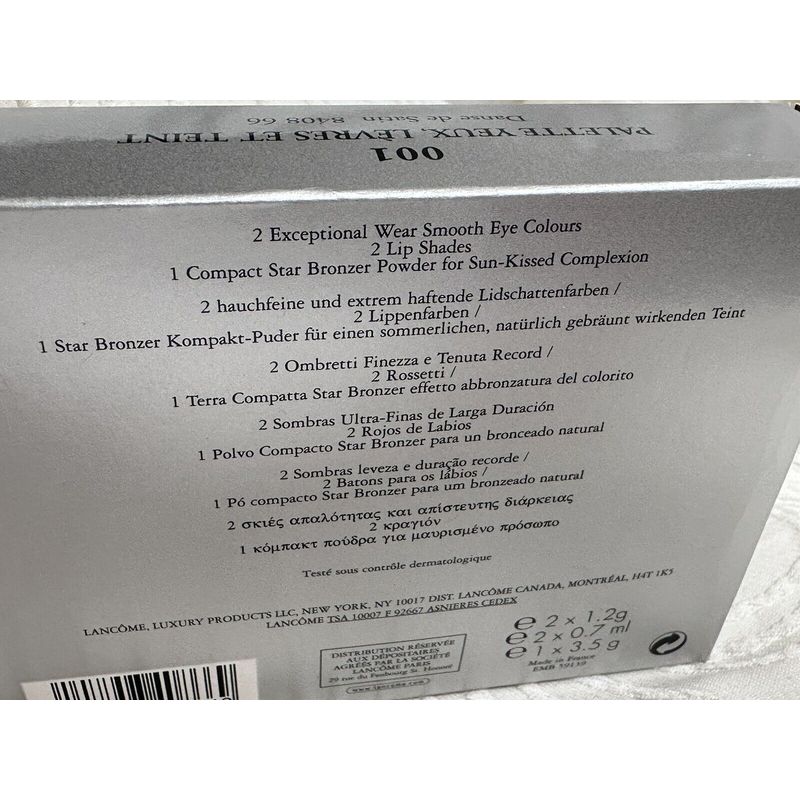 001
PALETTE YEUX, LÈVRES ET TEINT
Danse de Satin 8408 66
2 Exceptional Wear Smooth Eye Colours
2 Lip Shades
1 Compact Star Bronzer Powder for Sun-Kissed Complexion
2 hauchfeine und extrem haftende Lidschattenfarben /
2 Lippenfarben /
1 Star Bronzer Kompakt-Puder für einen sommerlichen, natürlich gebräunt wirkenden Teint
2 Ombretti Finezza e Tenuta Record /
2 Rossetti /
1 Terra Compatta Star Bronzer effetto abbronzatura del colorito
2 Sombras Ultra-Finas de Larga Duración
2 Rojos de Labios
1 Polvo Compacto Star Bronzer para un bronceado natural
2 Sombras leveza e duração recorde /
2 Batons para os lábios /
1 Pó compacto Star Bronzer para um bronzeado natural
2 σκιές απαλότητας και απίστευτης διάρκειας
2 κραγιόν
1 κόμπακτ πούδρα για μαυρισμένο πρόσωπο
Testé sous contrôle dermatologique
LANCÔME, LUXURY PRODUCTS LLC, NEW YORK, NY 10017 DIST. LANCÔME CANADA, MONTRÉAL, H4T 1K5
LANCÔME TSA 10007 F 92667 ASNIERES CEDEX
DISTRIBUTION RÉSERVÉE
AUX DÉPOSITAIRES
AGRÉÉS PAR LA SOCIÉTÉ
LANCÔME PARIS
29 rue du Faubourg St. Honoré
www.lancome.com
℮ 2 x 1.2g
℮ 2 x 0.7 ml
℮ 1 x 3.5 g
Made in France
EMB 59139